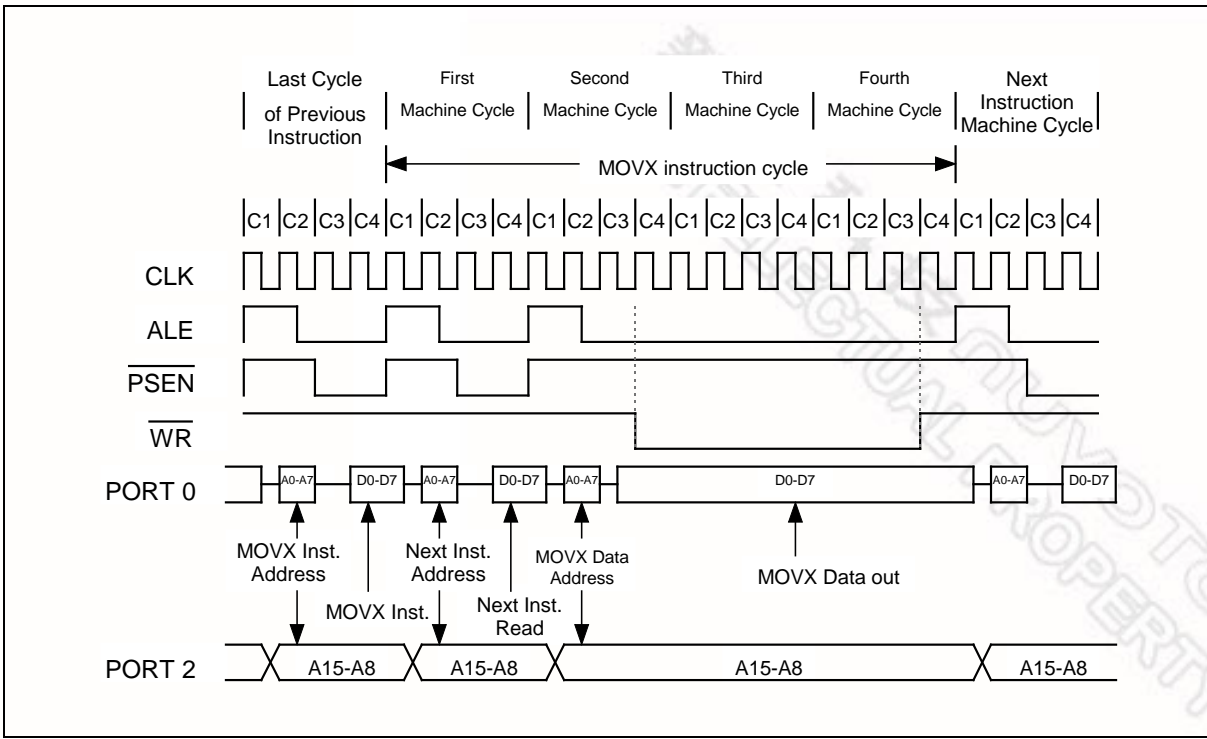 Last Cycle of Previous Instruction
First Machine Cycle
Second Machine Cycle
Third Machine Cycle
Fourth Machine Cycle
Next Instruction Machine Cycle
MOVX instruction cycle
C1 C2 C3 C4 C1 C2 C3 C4 C1 C2 C3 C4 C1 C2 C3 C4 C1 C2 C3 C4 C1 C2 C3 C4
CLK
ALE
PSEN
WR
PORT 0
A0-A7 D0-D7 A0-A7 D0-D7 A0-A7 D0-D7 A0-A7 D0-D7
MOVX Inst. Address
MOVX Inst.
Next Inst. Address
Next Inst. Read
MOVX Data Address
MOVX Data out
PORT 2
A15-A8 A15-A8 A15-A8 A15-A8
nuvoTon